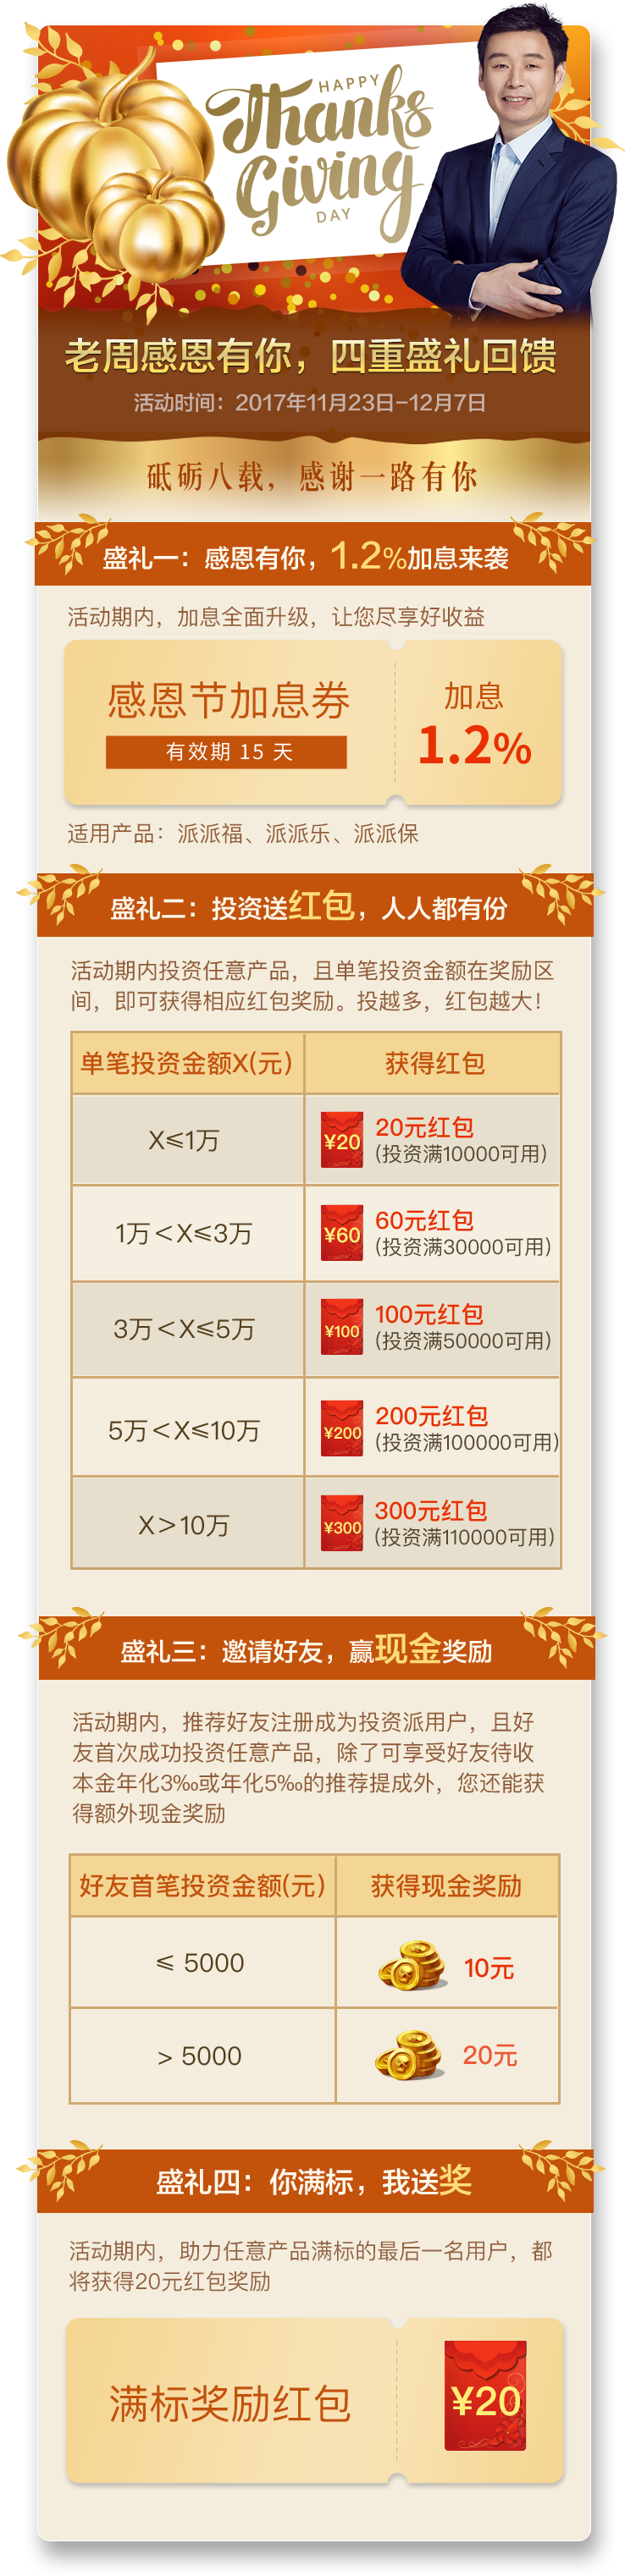 HAPPY
Thanks
Giving
DAY
老周感恩有你，四重盛礼回馈
活动时间：2017年11月23日-12月7日
砥砺八载，感谢一路有你
盛礼一：感恩有你，1.2%加息来袭
活动期内，加息全面升级，让您尽享好收益
感恩节加息券
有效期 15 天
加息
1.2%
适用产品：派派福、派派乐、派派保
盛礼二：投资送红包，人人都有份
活动期内投资任意产品，且单笔投资金额在奖励区
间，即可获得相应红包奖励。投越多，红包越大！
单笔投资金额X(元) 获得红包
X≤1万
¥20
20元红包
(投资满10000可用)
1万＜X≤3万
¥60
60元红包
(投资满30000可用)
3万＜X≤5万
¥100
100元红包
(投资满50000可用)
5万＜X≤10万
¥200
200元红包
(投资满100000可用)
X＞10万
¥300
300元红包
(投资满110000可用)
盛礼三：邀请好友，赢现金奖励
活动期内，推荐好友注册成为投资派用户，且好
友首次成功投资任意产品，除了可享受好友待收
本金年化3‰或年化5‰的推荐提成外，您还能获
得额外现金奖励
好友首笔投资金额(元) 获得现金奖励
≤ 5000 10元
> 5000 20元
盛礼四：你满标，我送奖
活动期内，助力任意产品满标的最后一名用户，都
将获得20元红包奖励
满标奖励红包
¥20